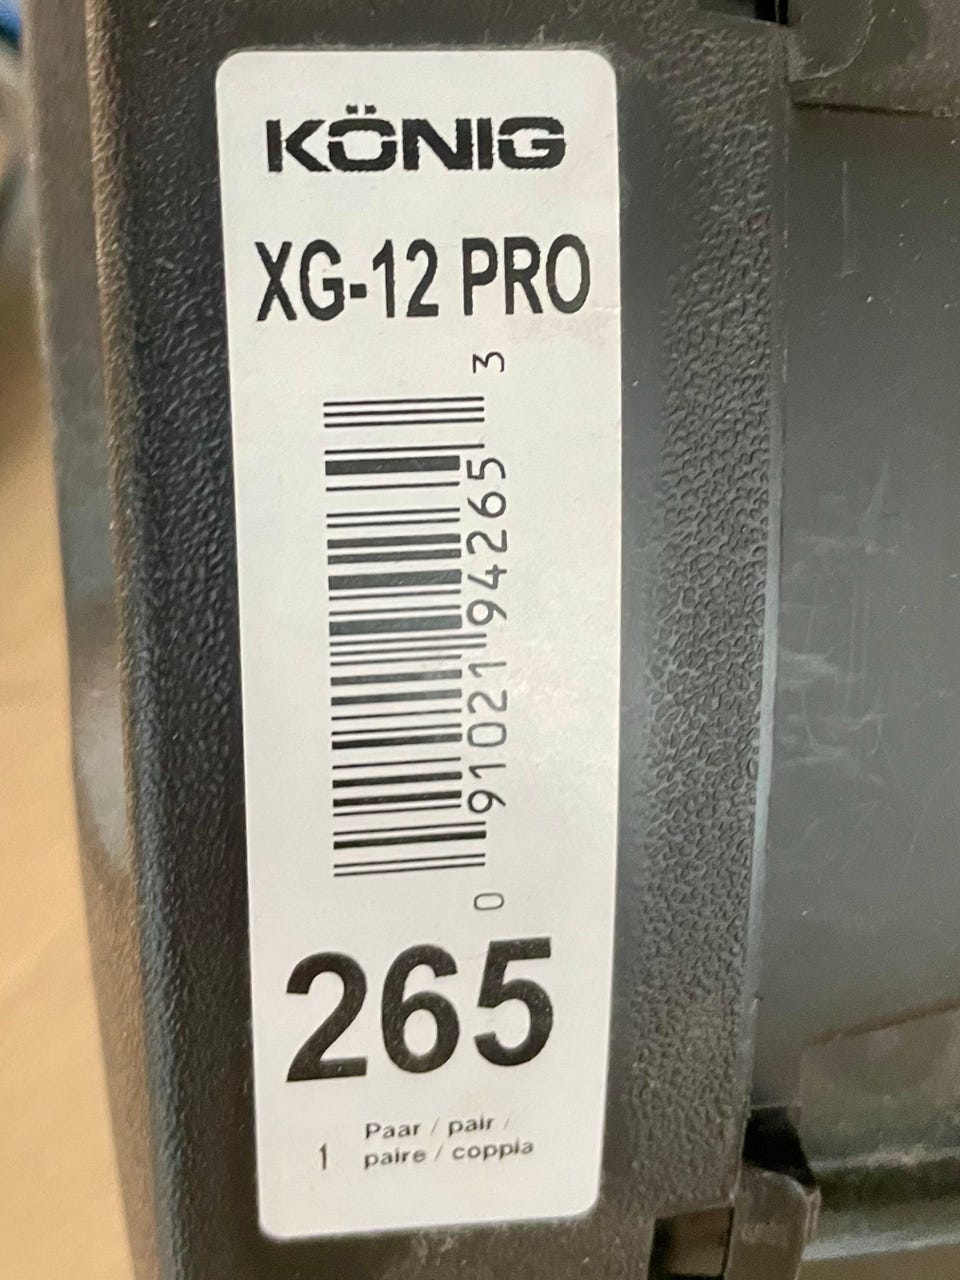 KÖNIG
XG-12 PRO
0 91021 94265 3
265
1 Paar / pair /
paire / coppia